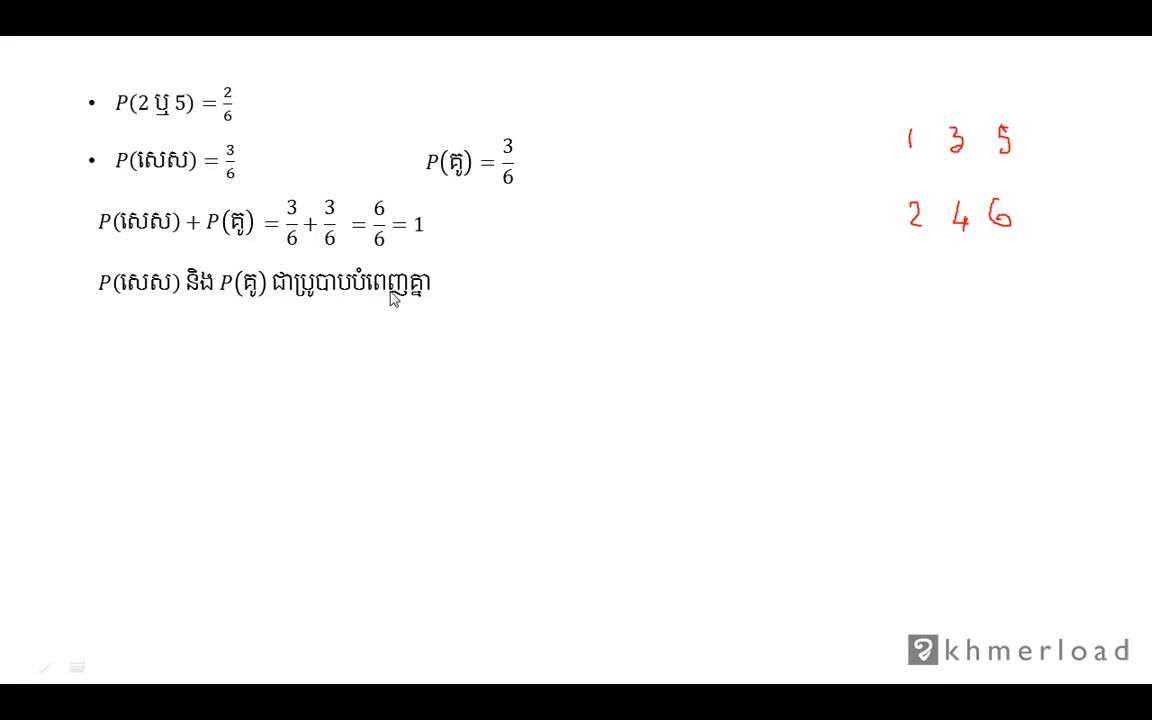 • P(2 ឬ 5) = 2/6
1 3 5
• P(សេស) = 3/6 P(គូ) = 3/6
2 4 6
P(សេស) + P(គូ) = 3/6 + 3/6 = 6/6 = 1
P(សេស) និង P(គូ) ជាប្រូបាបបំពេញគ្នា
khmerload